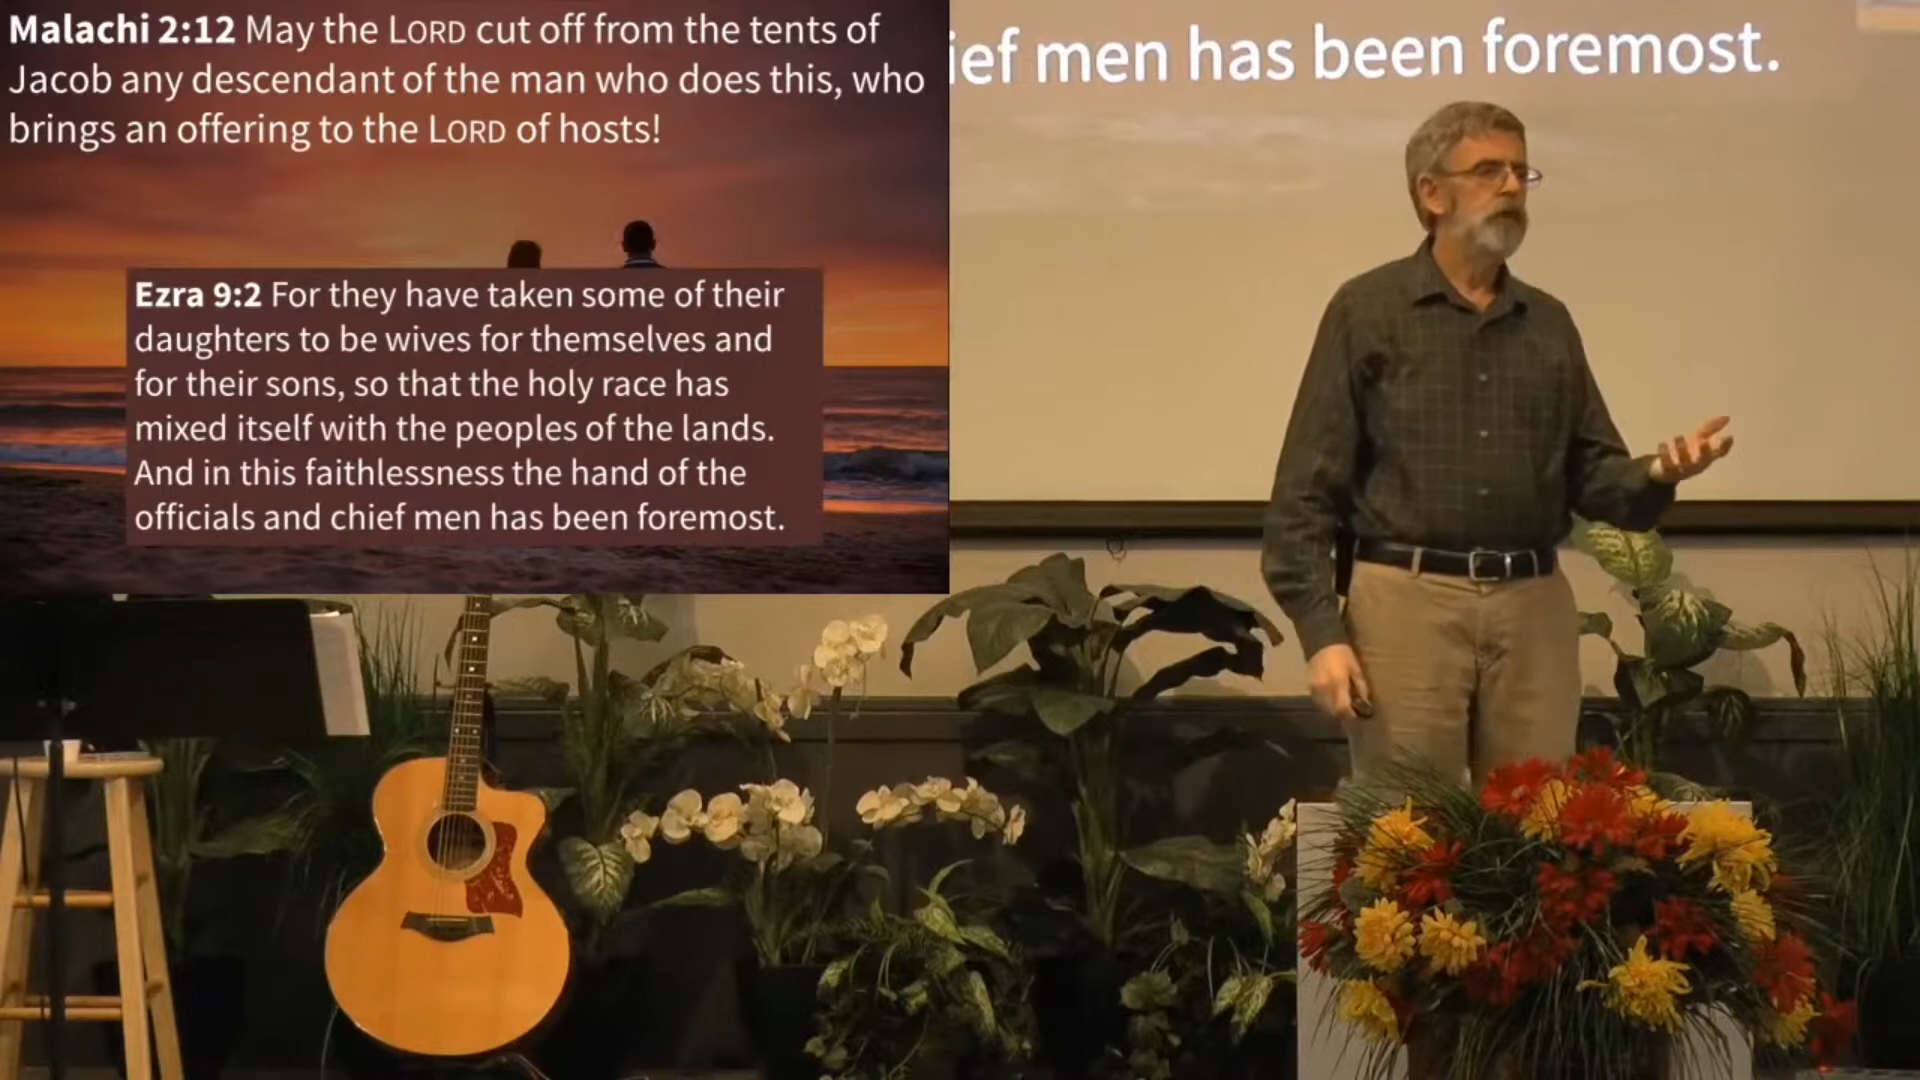 Malachi 2:12 May the LORD cut off from the tents of
Jacob any descendant of the man who does this, who
brings an offering to the LORD of hosts!
Ezra 9:2 For they have taken some of their
daughters to be wives for themselves and
for their sons, so that the holy race has
mixed itself with the peoples of the lands.
And in this faithlessness the hand of the
officials and chief men has been foremost.
ief men has been foremost.